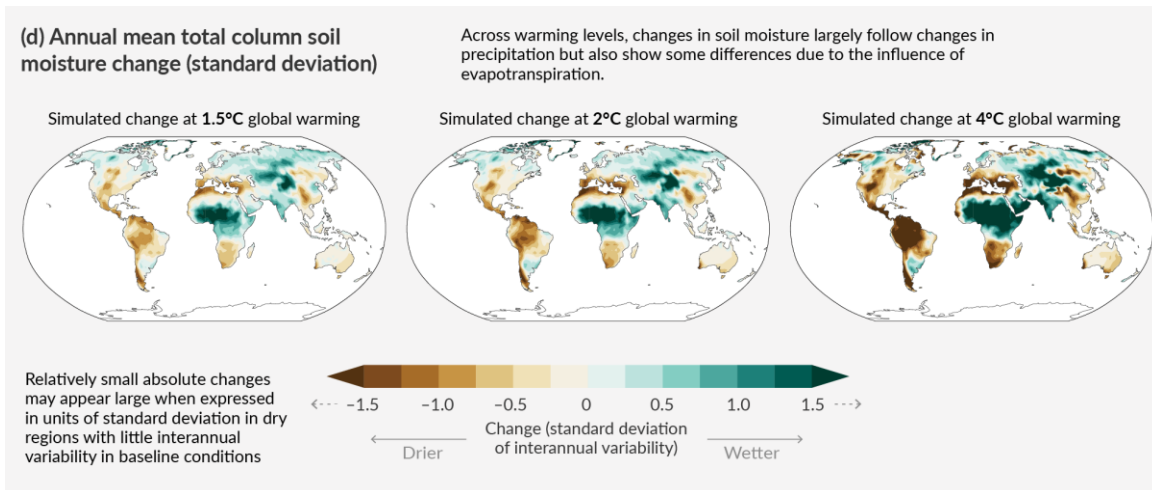 (d) Annual mean total column soil
moisture change (standard deviation)
Across warming levels, changes in soil moisture largely follow changes in
precipitation but also show some differences due to the influence of
evapotranspiration.
Simulated change at 1.5°C global warming
Simulated change at 2°C global warming
Simulated change at 4°C global warming
Relatively small absolute changes
may appear large when expressed
in units of standard deviation in dry
regions with little interannual
variability in baseline conditions
−1.5 −1.0 −0.5 0 0.5 1.0 1.5
Change (standard deviation
of interannual variability)
Drier
Wetter